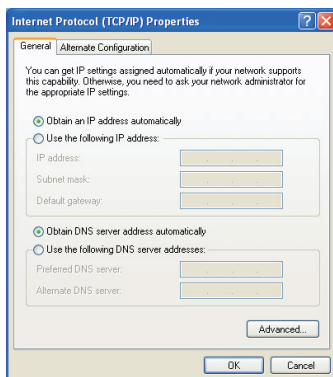 Internet Protocol (TCP/IP) Properties
General
Alternate Configuration
You can get IP settings assigned automatically if your network supports
this capability. Otherwise, you need to ask your network administrator for
the appropriate IP settings.
Obtain an IP address automatically
Use the following IP address:
IP address:
Subnet mask:
Default gateway:
Obtain DNS server address automatically
Use the following DNS server addresses:
Preferred DNS server:
Alternate DNS server:
Advanced...
OK
Cancel